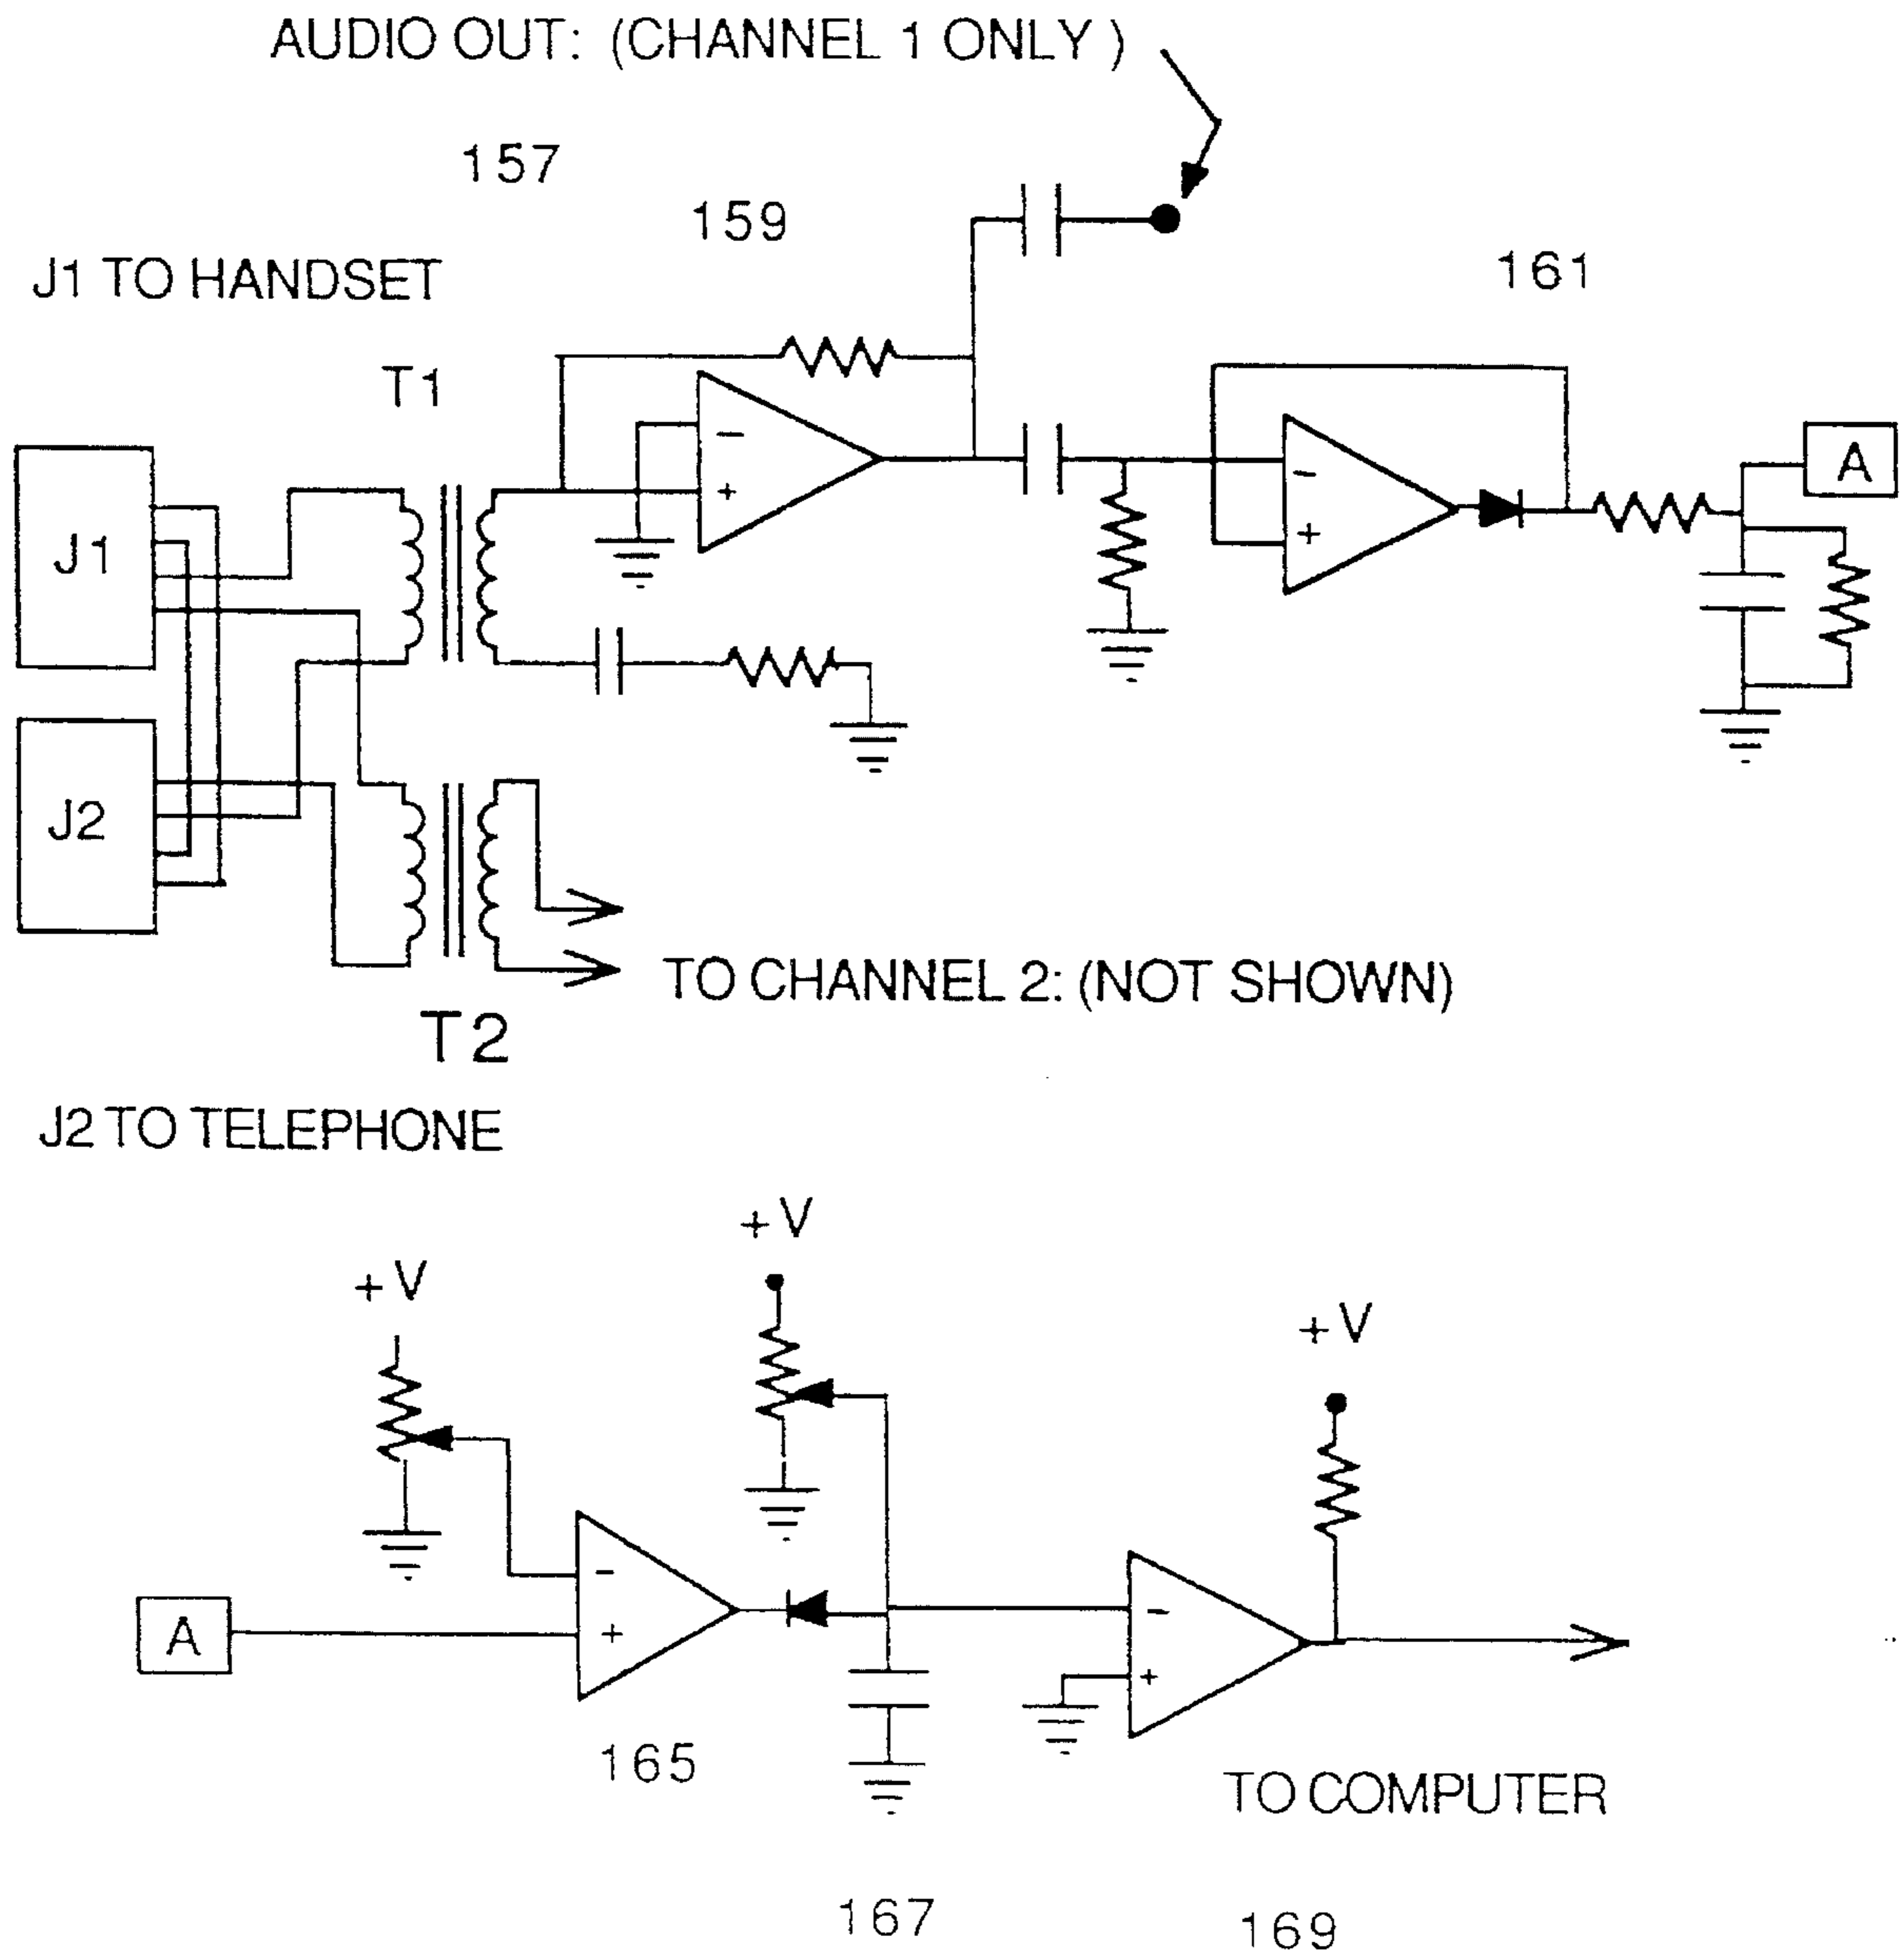 AUDIO OUT: (CHANNEL 1 ONLY )
157
159
J1 TO HANDSET
161
T1
−
+
−
+
A
J1
J2
TO CHANNEL 2: (NOT SHOWN)
T2
J2 TO TELEPHONE
+V
+V
+V
−
+
A
−
+
165
TO COMPUTER
167
169